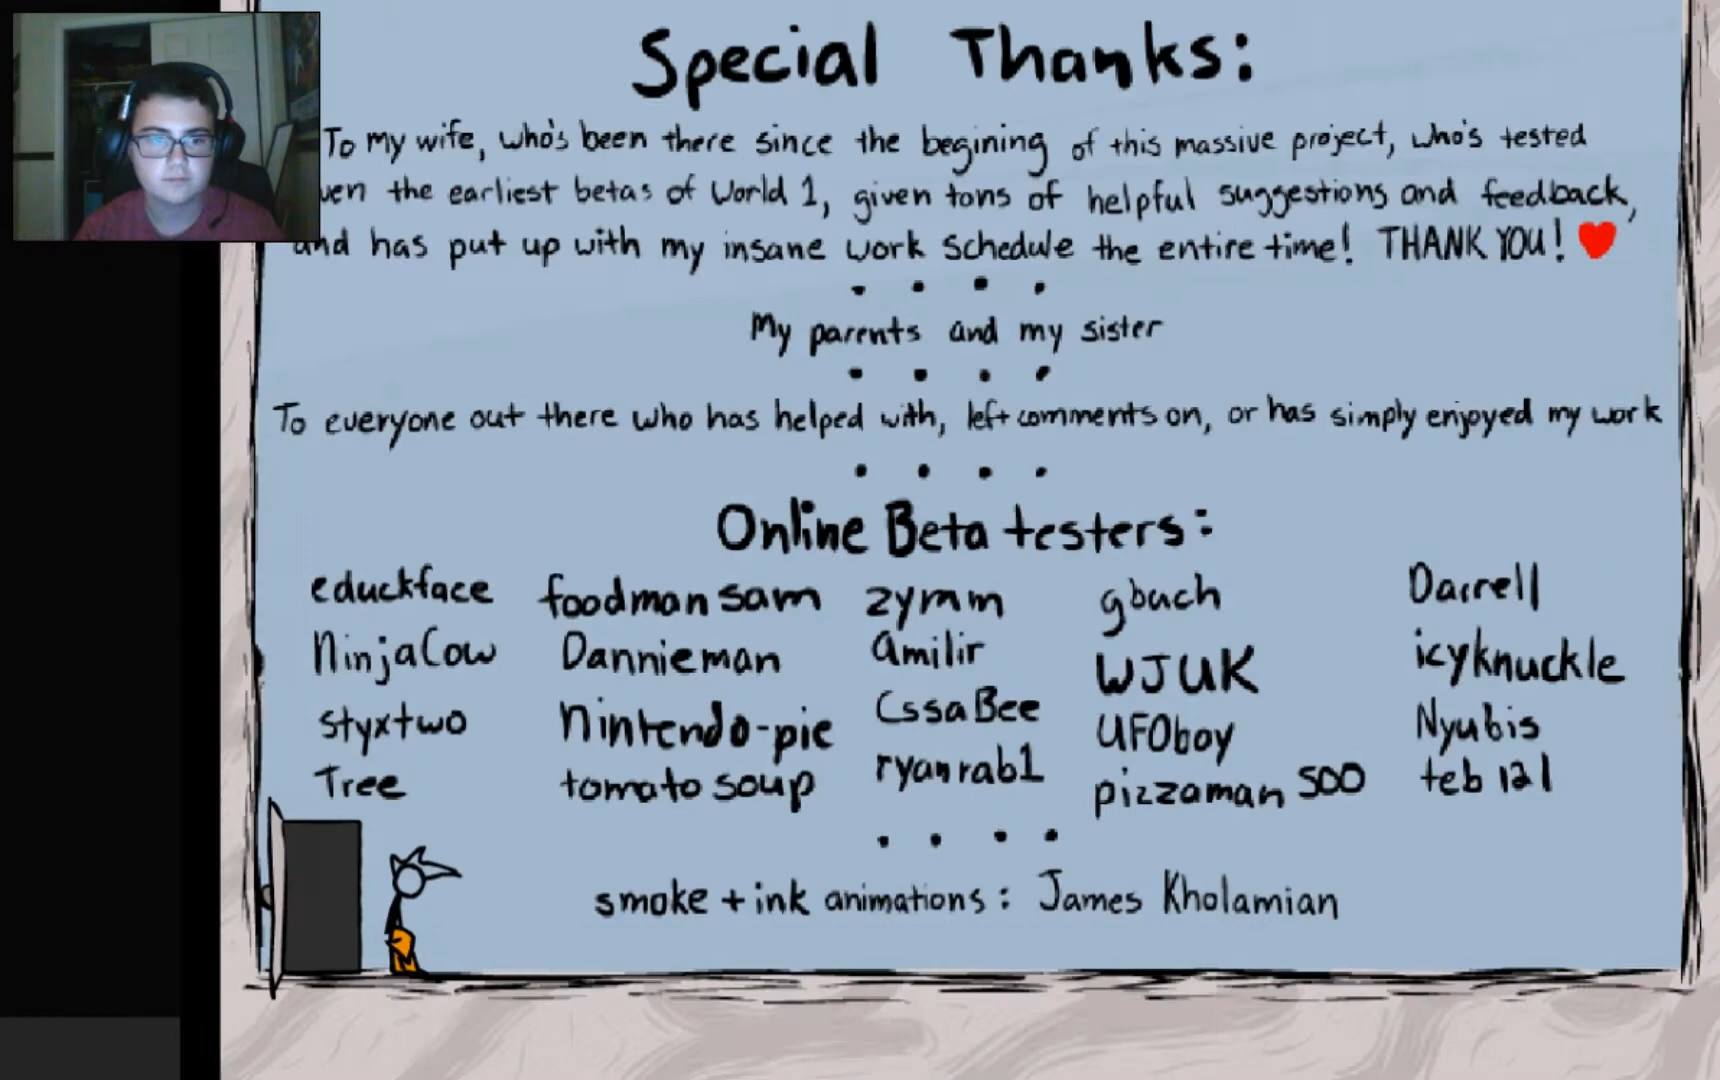 Special Thanks:
To my wife, who's been there since the begining of this massive project, who's tested
the earliest betas of World 1, given tons of helpful suggestions and feedback,
and has put up with my insane work schedule the entire time! THANK YOU!
My parents and my sister
To everyone out there who has helped with, left comments on, or has simply enjoyed my work
Online Beta testers:
educkface foodman sam zymm gbach Darrell
NinjaCow Dannieman amilir WJUK icyknuckle
styxtwo nintendo-pie CssaBee UFOboy Nyubis
Tree tomato soup ryanrab1 pizzaman 500 teb 121
smoke + ink animations: James Kholamian